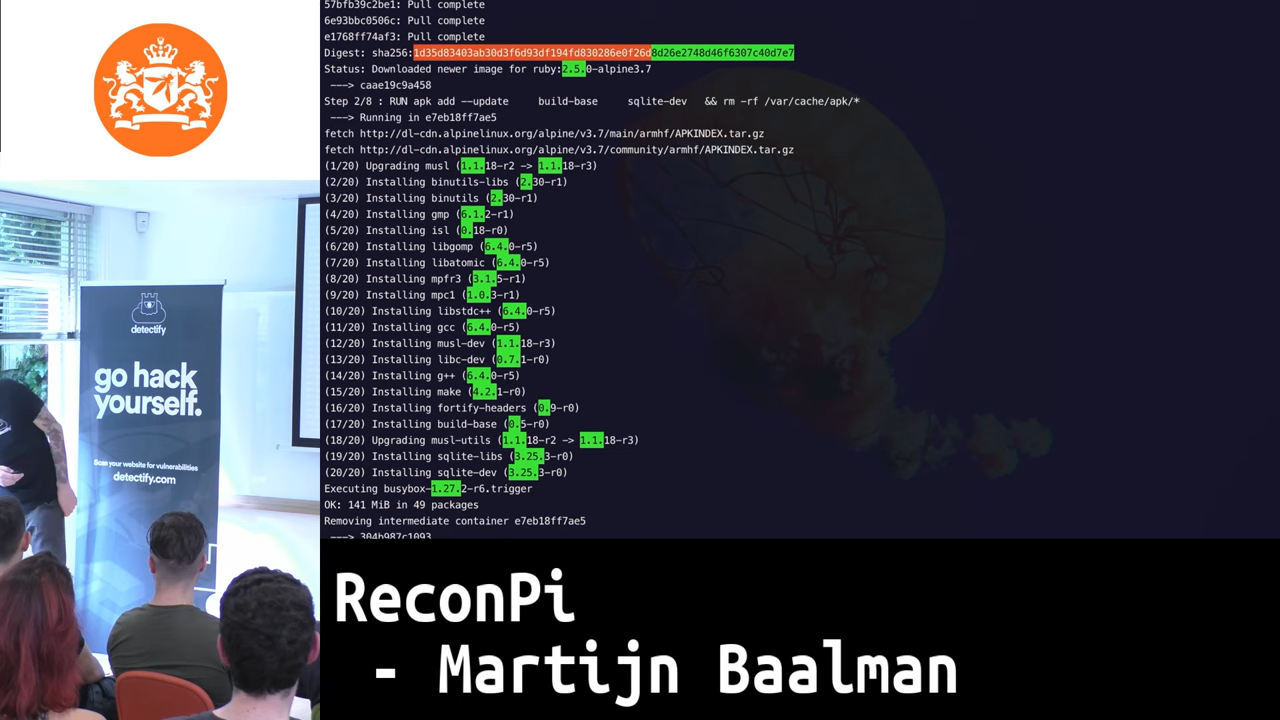 57bfb39c2be1: Pull complete
6e93bbc0506c: Pull complete
e1768ff74af3: Pull complete
Digest: sha256:1d35d83403ab30d3f6d93df194fd830286e0f26d8d26e2748d46f6307c40d7e7
Status: Downloaded newer image for ruby:2.5.0-alpine3.7
---> caae19c9a458
Step 2/8 : RUN apk add --update build-base sqlite-dev && rm -rf /var/cache/apk/*
---> Running in e7eb18ff7ae5
fetch http://dl-cdn.alpinelinux.org/alpine/v3.7/main/armhf/APKINDEX.tar.gz
fetch http://dl-cdn.alpinelinux.org/alpine/v3.7/community/armhf/APKINDEX.tar.gz
(1/20) Upgrading musl (1.1.18-r2 -> 1.1.18-r3)
(2/20) Installing binutils-libs (2.30-r1)
(3/20) Installing binutils (2.30-r1)
(4/20) Installing gmp (6.1.2-r1)
(5/20) Installing isl (0.18-r0)
(6/20) Installing libgomp (6.4.0-r5)
(7/20) Installing libatomic (6.4.0-r5)
(8/20) Installing mpfr3 (3.1.5-r1)
(9/20) Installing mpc1 (1.0.3-r1)
(10/20) Installing libstdc++ (6.4.0-r5)
(11/20) Installing gcc (6.4.0-r5)
(12/20) Installing musl-dev (1.1.18-r3)
(13/20) Installing libc-dev (0.7.1-r0)
(14/20) Installing g++ (6.4.0-r5)
(15/20) Installing make (4.2.1-r0)
(16/20) Installing fortify-headers (0.9-r0)
(17/20) Installing build-base (0.5-r0)
(18/20) Upgrading musl-utils (1.1.18-r2 -> 1.1.18-r3)
(19/20) Installing sqlite-libs (3.25.3-r0)
(20/20) Installing sqlite-dev (3.25.3-r0)
Executing busybox-1.27.2-r6.trigger
OK: 141 MiB in 49 packages
Removing intermediate container e7eb18ff7ae5
---> 304b987c1093
detectify
go hack
yourself.
Scan your website for vulnerabilities
detectify.com
ReconPi
- Martijn Baalman